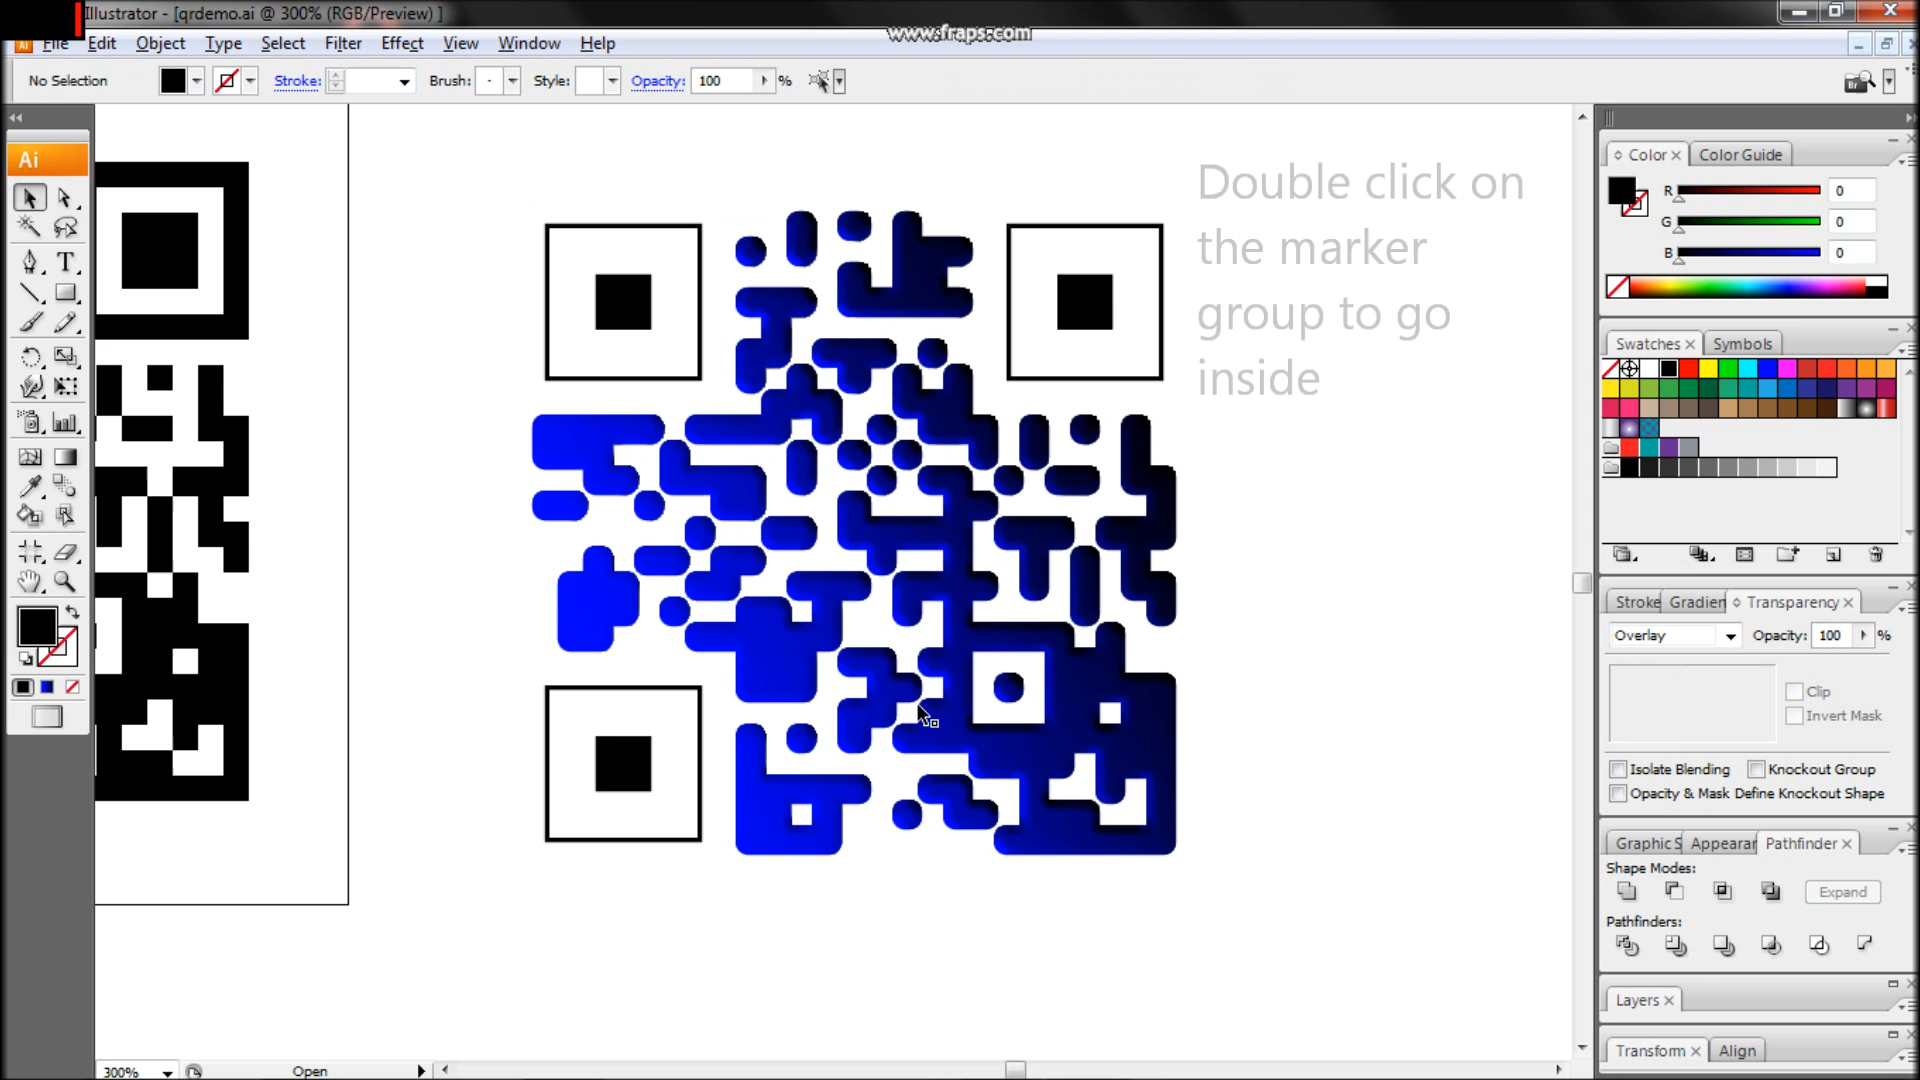 Illustrator - [qrdemo.ai @ 300% (RGB/Preview) ]
www.fraps.com
Ai File Edit Object Type Select Filter Effect View Window Help
No Selection Stroke: Brush: Style: Opacity: 100 % Br
Ai
T
Double click on
the marker
group to go
inside
Color Color Guide
R 0
G 0
B 0
Swatches Symbols
Stroke Gradien Transparency
Overlay Opacity: 100 %
Clip
Invert Mask
Isolate Blending Knockout Group
Opacity & Mask Define Knockout Shape
Graphic S Appearar Pathfinder
Shape Modes:
Expand
Pathfinders:
Layers
Transform Align
300% Open